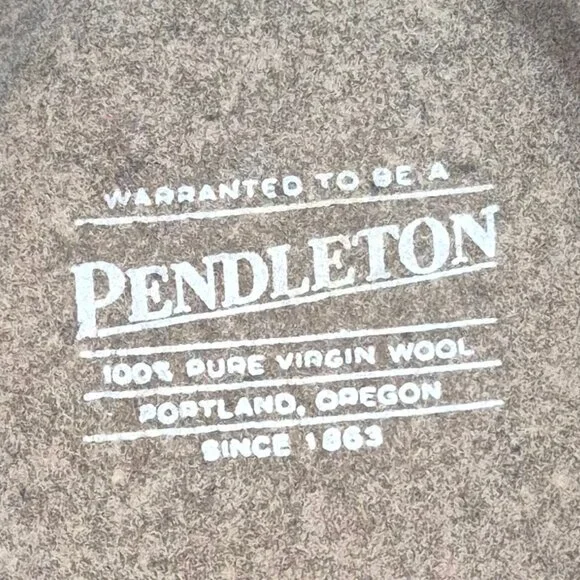 WARRANTED TO BE A
PENDLETON
100% PURE VIRGIN WOOL
PORTLAND, OREGON
SINCE 1863